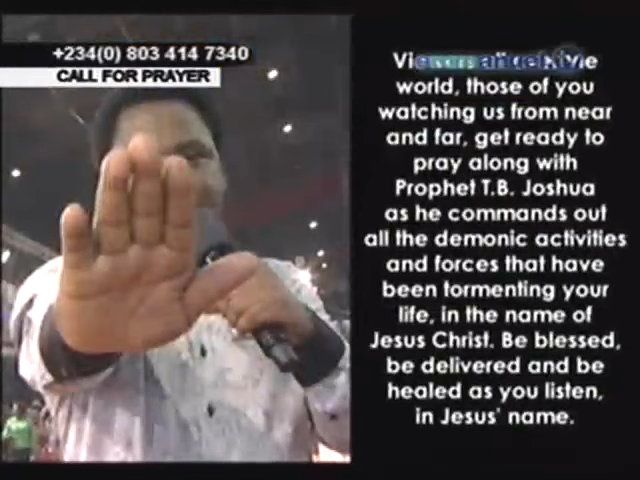 +234(0) 803 414 7340
CALL FOR PRAYER
world, those of you
watching us from near
and far, get ready to
pray along with
Prophet T.B. Joshua
as he commands out
all the demonic activities
and forces that have
been tormenting your
life, in the name of
Jesus Christ. Be blessed,
be delivered and be
healed as you listen,
in Jesus' name.